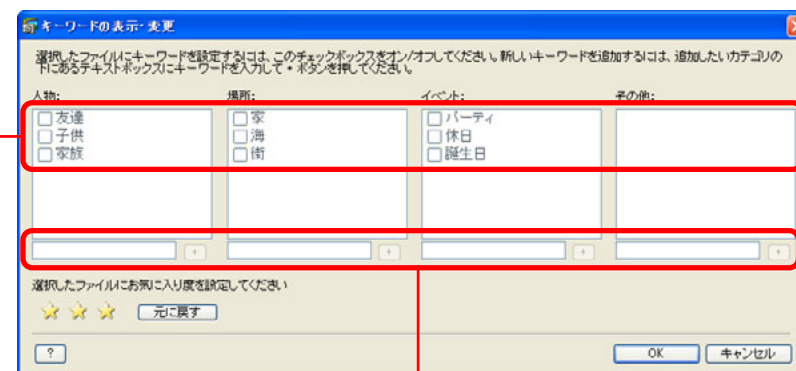 キーワードの表示・変更
選択したファイルにキーワードを設定するには、このチェックボックスをオン/オフしてください。新しいキーワードを追加するには、追加したいカテゴリの
下にあるテキストボックスにキーワードを入力して + ボタンを押してください。
人物: 場所: イベント: その他:
友達 家 パーティ
子供 海 休日
家族 街 誕生日
+ + + +
選択したファイルにお気に入り度を設定してください
元に戻す
? OK キャンセル